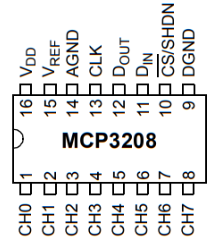 VDD VREF AGND CLK DOUT DIN CS/SHDN DGND
16 15 14 13 12 11 10 9
MCP3208
1 2 3 4 5 6 7 8
CH0 CH1 CH2 CH3 CH4 CH5 CH6 CH7